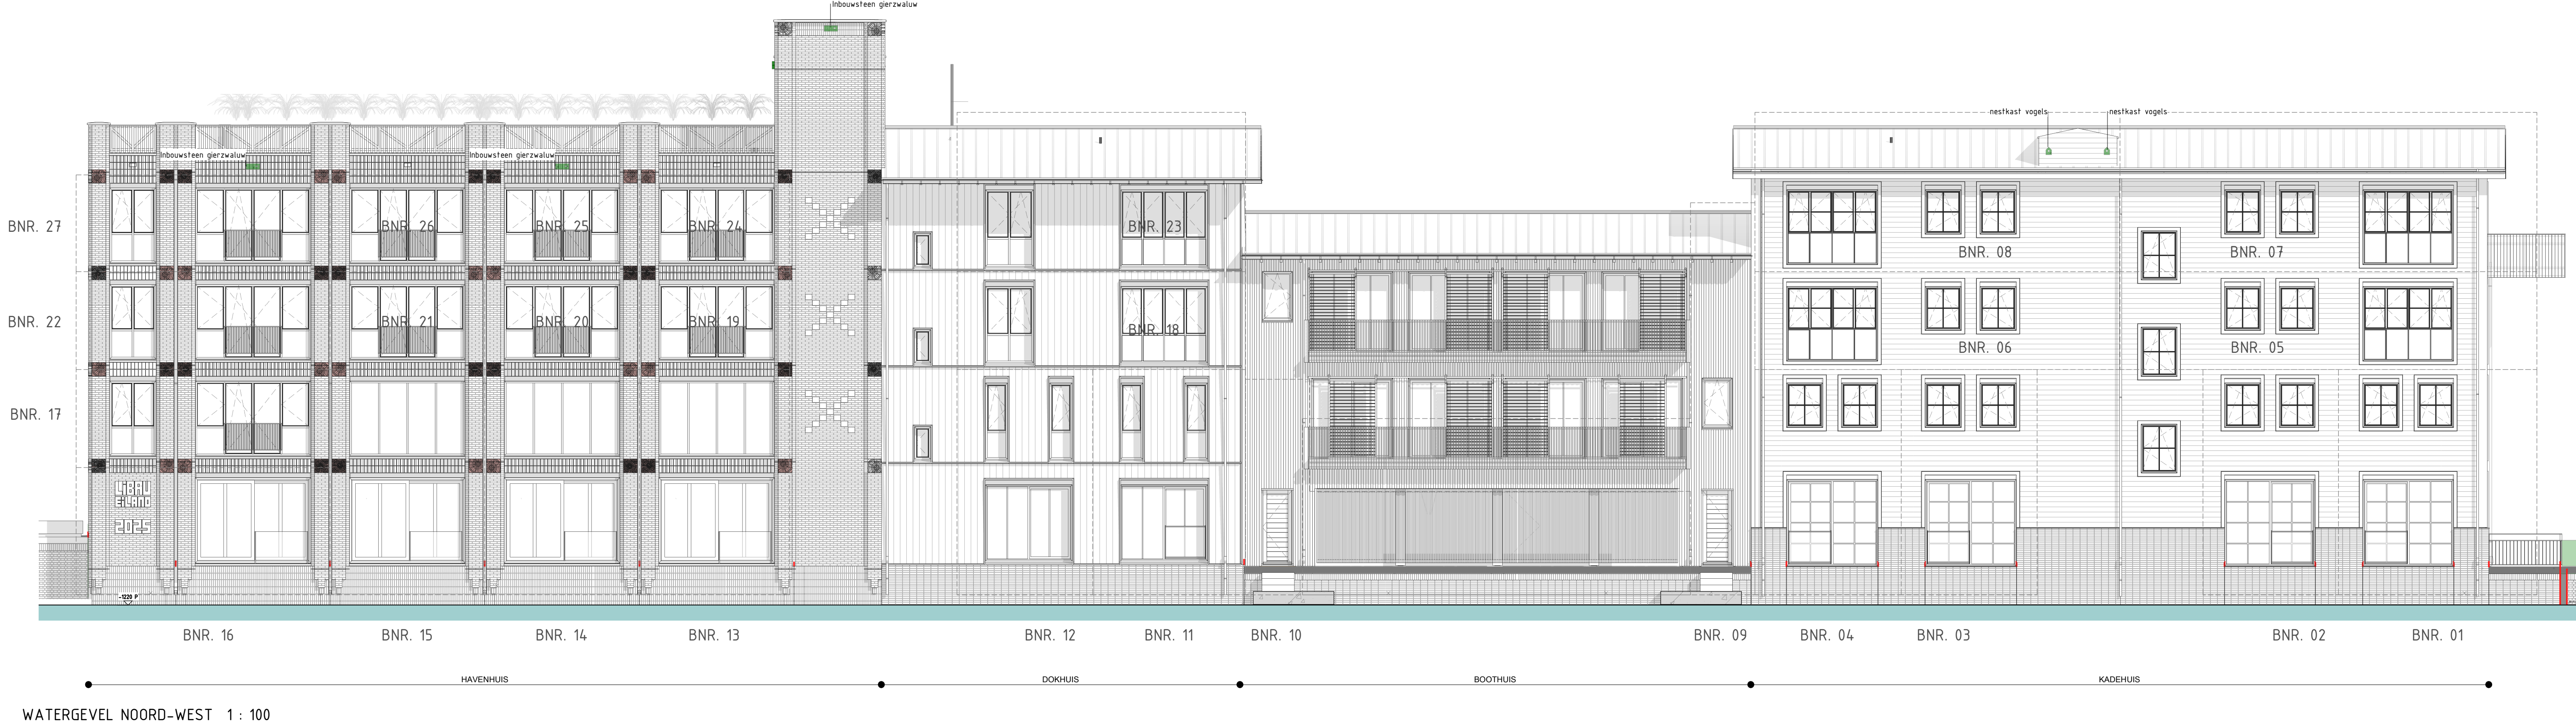 Inbouwsteen gierzwaluw
nestkast vogels
nestkast vogels
Inbouwsteen gierzwaluw
Inbouwsteen gierzwaluw
BNR. 27
BNR. 26
BNR. 25
BNR. 24
BNR. 23
BNR. 08
BNR. 07
BNR. 22
BNR. 21
BNR. 20
BNR. 19
BNR. 18
BNR. 06
BNR. 05
BNR. 17
LIBAU
EILAND
2025
-1220 P
BNR. 16
BNR. 15
BNR. 14
BNR. 13
BNR. 12
BNR. 11
BNR. 10
BNR. 09
BNR. 04
BNR. 03
BNR. 02
BNR. 01
HAVENHUIS
DOKHUIS
BOOTHUIS
KADEHUIS
WATERGEVEL NOORD-WEST 1 : 100